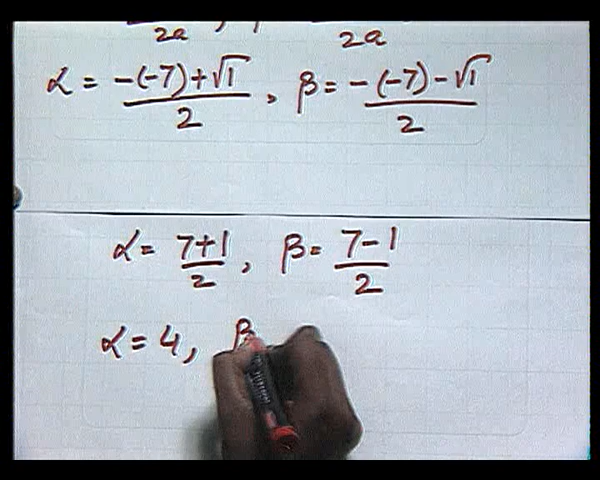 2a , 2a
α = -(-7)+√1 / 2 , β = -(-7)-√1 / 2
α = 7+1 / 2 , β = 7-1 / 2
α = 4, β